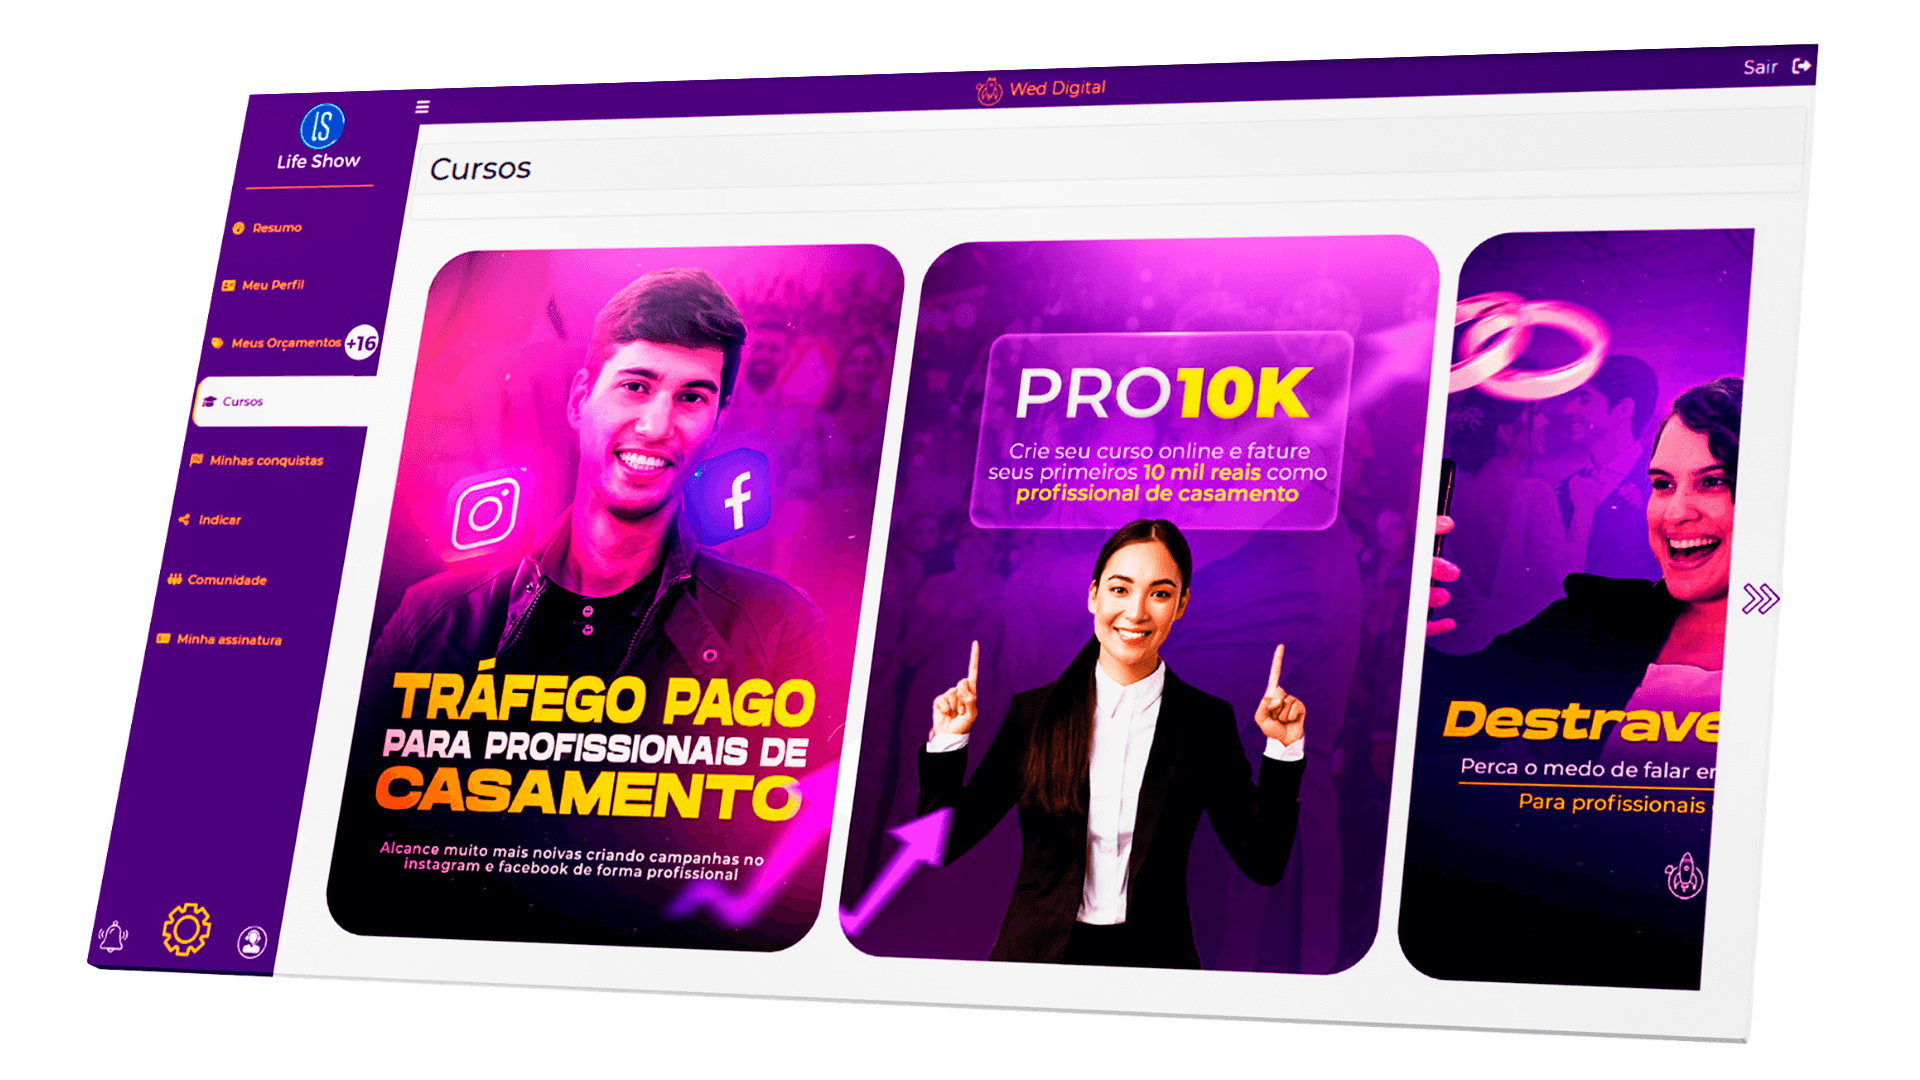 Wed Digital
Sair
LS
Life Show
Resumo
Meu Perfil
Meus Orçamentos +16
Cursos
Minhas conquistas
Indicar
Comunidade
Minha assinatura
Cursos
TRÁFEGO PAGO
PARA PROFISSIONAIS DE
CASAMENTO
Alcance muito mais noivas criando campanhas no
instagram e facebook de forma profissional
PRO10K
Crie seu curso online e fature
seus primeiros 10 mil reais como
profissional de casamento
Destrave
Perca o medo de falar
Para profissionais